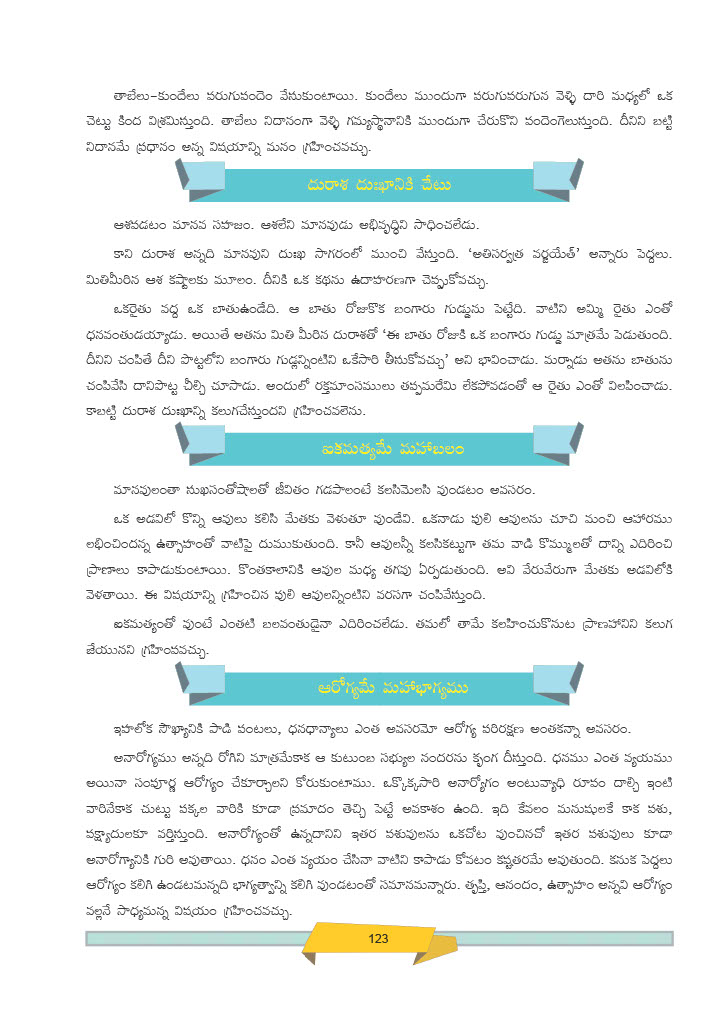 తాబేలు-కుందేలు పరుగుపందెం వేసుకుంటాయి. కుందేలు ముందుగా పరుగుపరుగున వెళ్ళి దారి మధ్యలో ఒక
చెట్టు కింద విశ్రమిస్తుంది. తాబేలు నిదానంగా వెళ్ళి గమ్యస్థానానికి ముందుగా చేరుకొని పందెంగెలుస్తుంది. దీనిని బట్టి
నిదానమే ప్రధానం అన్న విషయాన్ని మనం గ్రహించవచ్చు.
దురాశ దుఃఖానికి చేటు
ఆశపడటం మానవ సహజం. ఆశలేని మానవుడు అభివృద్ధిని సాధించలేడు.
కాని దురాశ అన్నది మానవుని దుఃఖ సాగరంలో ముంచి వేస్తుంది. ‘అతిసర్వత్ర వర్జయేత్’ అన్నారు పెద్దలు.
మితిమీరిన ఆశ కష్టాలకు మూలం. దీనికి ఒక కథను ఉదాహరణగా చెప్పుకోవచ్చు.
ఒకరైతు వద్ద ఒక బాతుఉండేది. ఆ బాతు రోజుకొక బంగారు గుడ్డును పెట్టేది. వాటిని అమ్మి రైతు ఎంతో
ధనవంతుడయ్యాడు. అయితే అతను మితి మీరిన దురాశతో ‘ఈ బాతు రోజుకి ఒక బంగారు గుడ్డు మాత్రమే పెడుతుంది.
దీనిని చంపితే దీని పొట్టలోని బంగారు గుడ్లన్నింటిని ఒకేసారి తీసుకోవచ్చు’ అని భావించాడు. మర్నాడు అతను బాతును
చంపివేసి దానిపొట్ట చీల్చి చూసాడు. అందులో రక్తమాంసములు తప్పమరేమి లేకపోవడంతో ఆ రైతు ఎంతో విలపించాడు.
కాబట్టి దురాశ దుఃఖాన్ని కలుగచేస్తుందని గ్రహించవలెను.
ఐకమత్యమే మహాబలం
మానవులంతా సుఖసంతోషాలతో జీవితం గడపాలంటే కలసిమెలసి వుండటం అవసరం.
ఒక అడవిలో కొన్ని ఆవులు కలిసి మేతకు వెళుతూ వుండేవి. ఒకనాడు పులి ఆవులను చూచి మంచి ఆహారము
లభించిందన్న ఉత్సాహంతో వాటిపై దుముకుతుంది. కానీ ఆవులన్నీ కలసికట్టుగా తమ వాడి కొమ్ములతో దాన్ని ఎదిరించి
ప్రాణాలు కాపాడుకుంటాయి. కొంతకాలానికి ఆవుల మధ్య తగవు ఏర్పడుతుంది. అవి వేరువేరుగా మేతకు అడవిలోకి
వెళతాయి. ఈ విషయాన్ని గ్రహించిన పులి ఆవులన్నింటిని వరసగా చంపివేస్తుంది.
ఐకమత్యంతో వుంటే ఎంతటి బలవంతుడైనా ఎదిరించలేడు. తమలో తామే కలహించుకొనుట ప్రాణహానిని కలుగ
జేయునని గ్రహింపవచ్చు.
ఆరోగ్యమే మహాభాగ్యము
ఇహలోక సౌఖ్యానికి పాడి పంటలు, ధనధాన్యాలు ఎంత అవసరమో ఆరోగ్య పరిరక్షణ అంతకన్నా అవసరం.
అనారోగ్యము అన్నది రోగిని మాత్రమేకాక ఆ కుటుంబ సభ్యుల నందరను కృంగ దీస్తుంది. ధనము ఎంత వ్యయము
అయినా సంపూర్ణ ఆరోగ్యం చేకూర్చాలని కోరుకుంటాము. ఒక్కొక్కసారి అనార్యోగం అంటువ్యాధి రూపం దాల్చి ఇంటి
వారినేకాక చుట్టు పక్కల వారికి కూడా ప్రమాదం తెచ్చి పెట్టే అవకాశం ఉంది. ఇది కేవలం మనుషులకే కాక పశు,
పక్ష్యాదులకూ వర్తిస్తుంది. అనారోగ్యంతో ఉన్నదానిని ఇతర పశువులను ఒకచోట వుంచినచో ఇతర పశువులు కూడా
అనారోగ్యానికి గురి అవుతాయి. ధనం ఎంత వ్యయం చేసినా వాటిని కాపాడు కోవటం కష్టతరమే అవుతుంది. కనుక పెద్దలు
ఆరోగ్యం కలిగి ఉండటమన్నది భాగ్యత్వాన్ని కలిగి వుండటంతో సమానమన్నారు. తృప్తి, ఆనందం, ఉత్సాహం అన్నవి ఆరోగ్యం
వల్లనే సాధ్యమన్న విషయం గ్రహించవచ్చు.
123